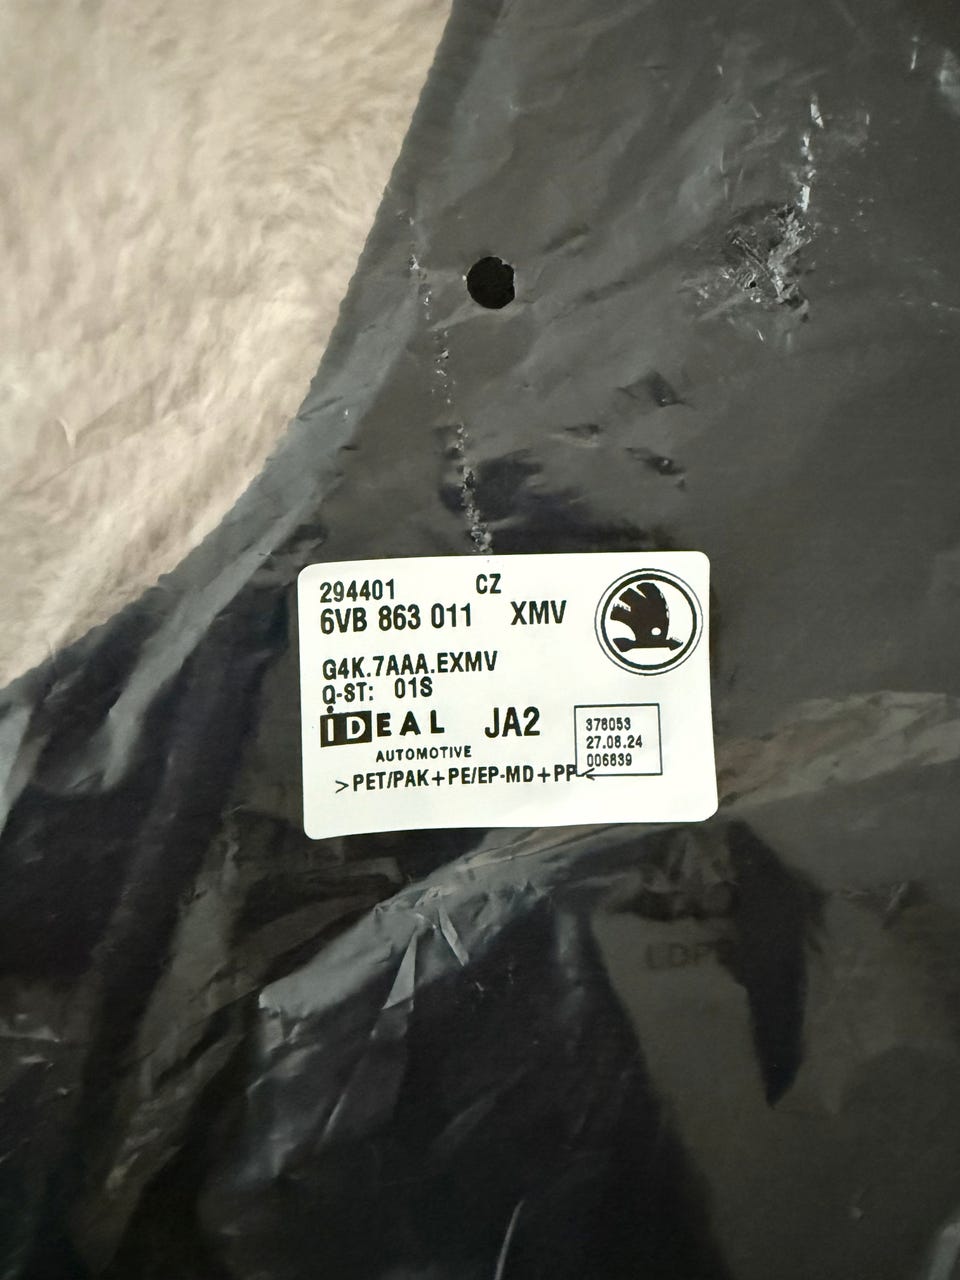 294401 CZ
6VB 863 011 XMV
G4K.7AAA.EXMV
Q-ST: 01S
iDEAL JA2
AUTOMOTIVE
378053
27.08.24
006839
>PET/PAK+PE/EP-MD+PP<